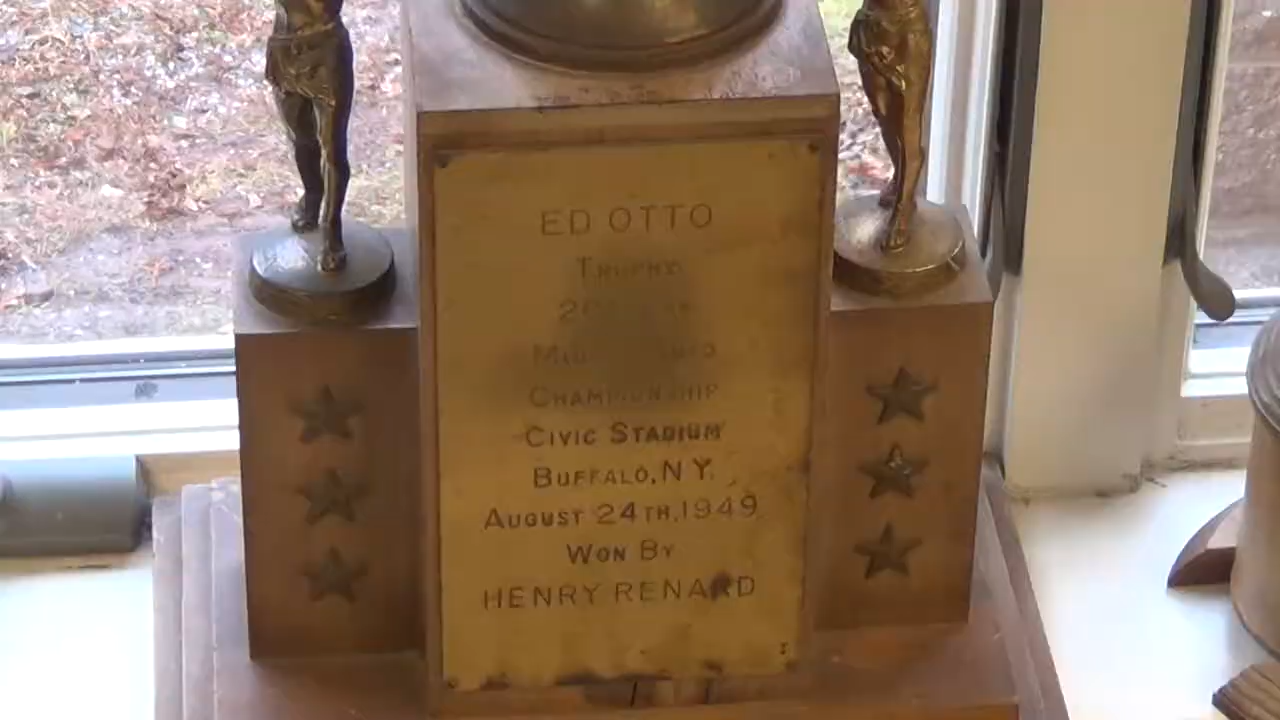 ED OTTO
TROPHY
CHAMPIONSHIP
CIVIC STADIUM
BUFFALO, N.Y.
AUGUST 24TH, 1949
WON BY
HENRY RENARD